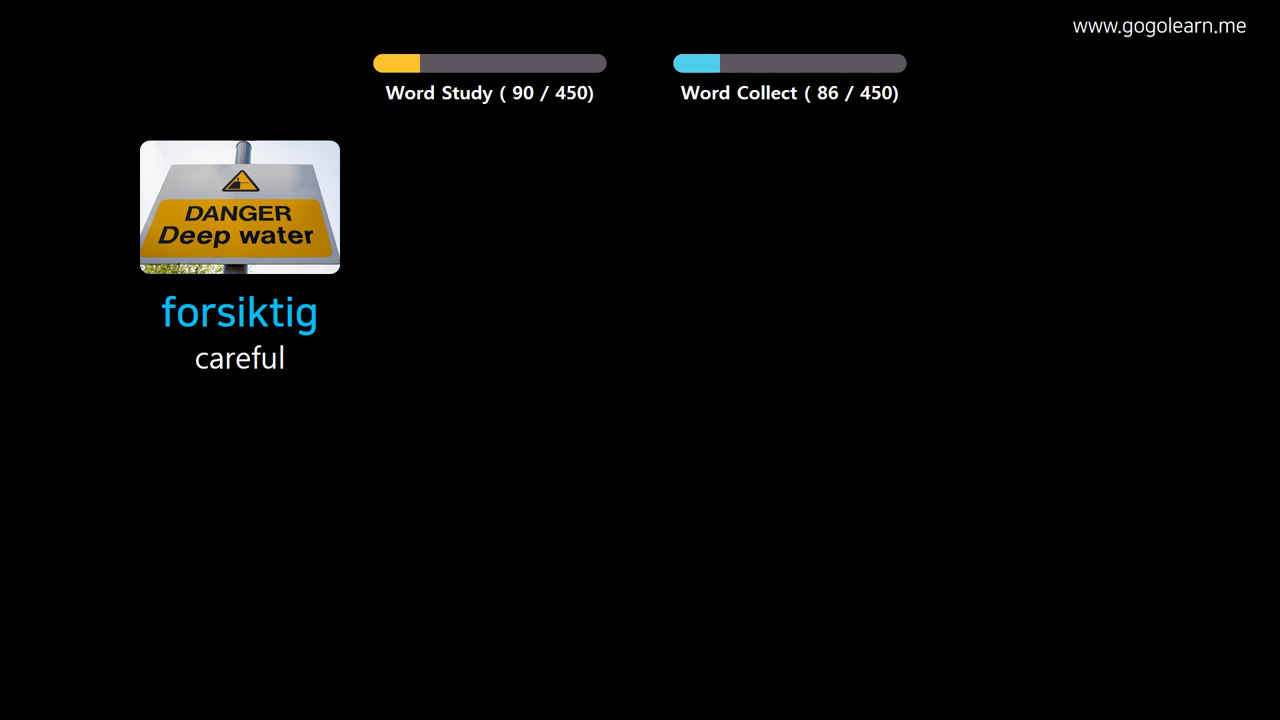 www.gogolearn.me
Word Study ( 90 / 450)
Word Collect ( 86 / 450)
DANGER
Deep water
forsiktig
careful